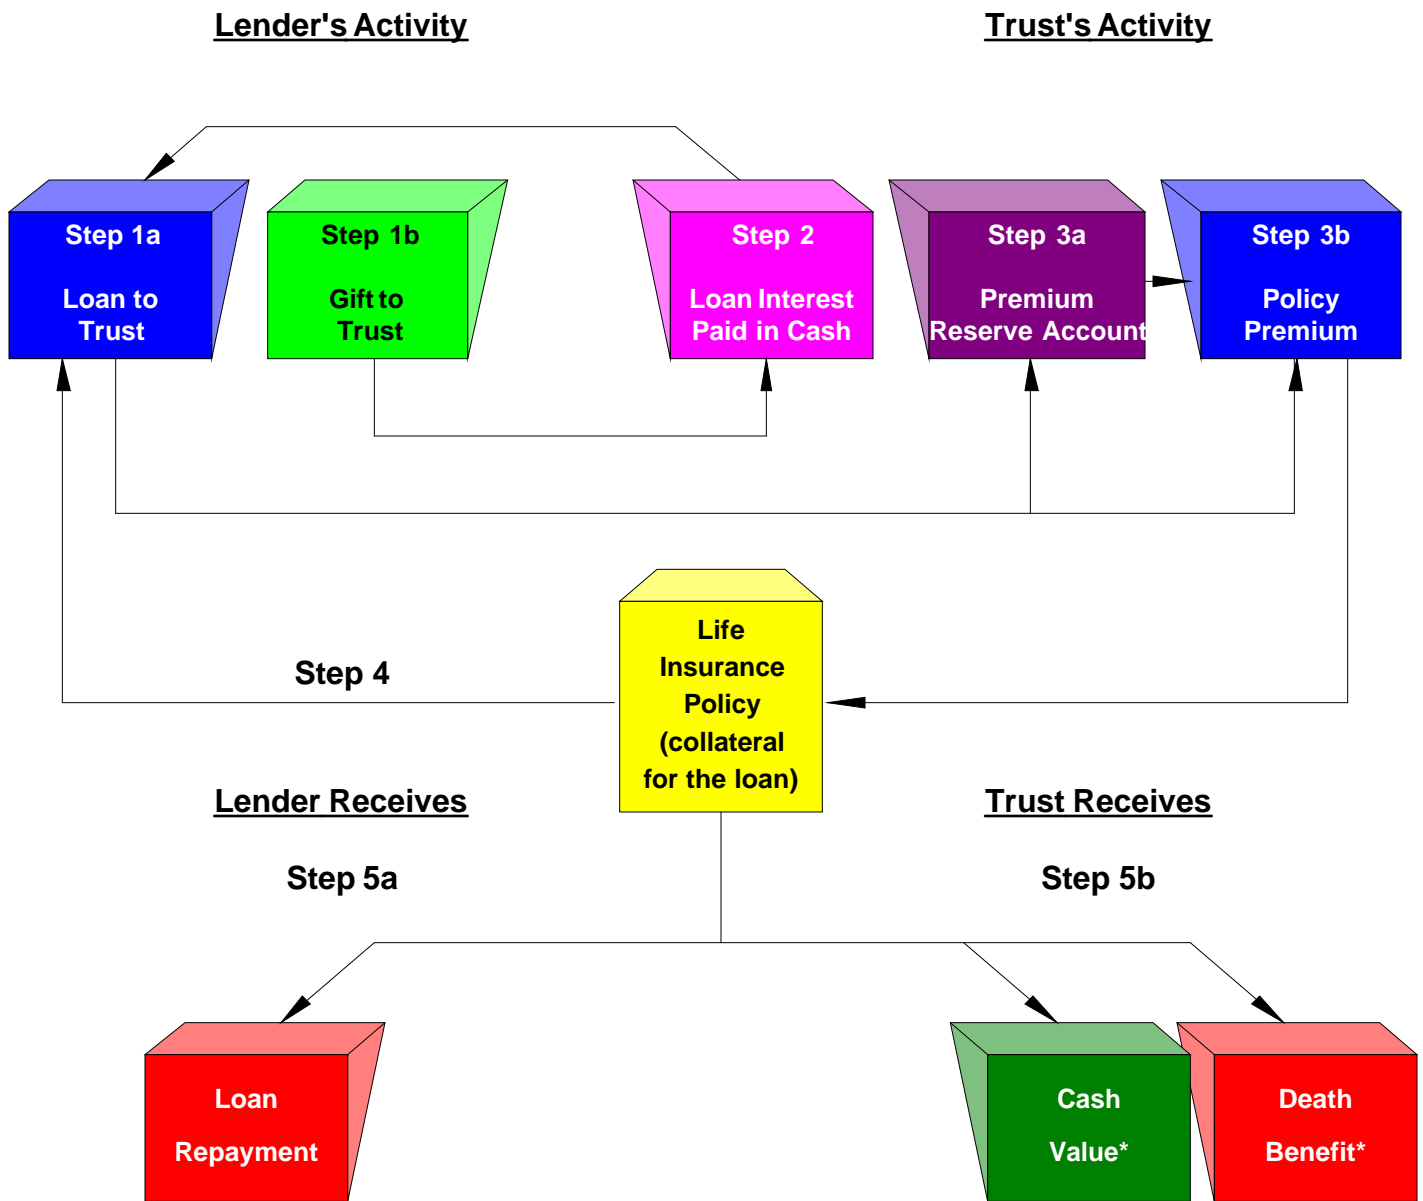 Lender's Activity
Trust's Activity
Step 1a
Loan to
Trust
Step 1b
Gift to
Trust
Step 2
Loan Interest
Paid in Cash
Step 3a
Premium
Reserve Account
Step 3b
Policy
Premium
Life
Insurance
Policy
(collateral
for the loan)
Step 4
Lender Receives
Trust Receives
Step 5a
Step 5b
Loan
Repayment
Cash
Value*
Death
Benefit*